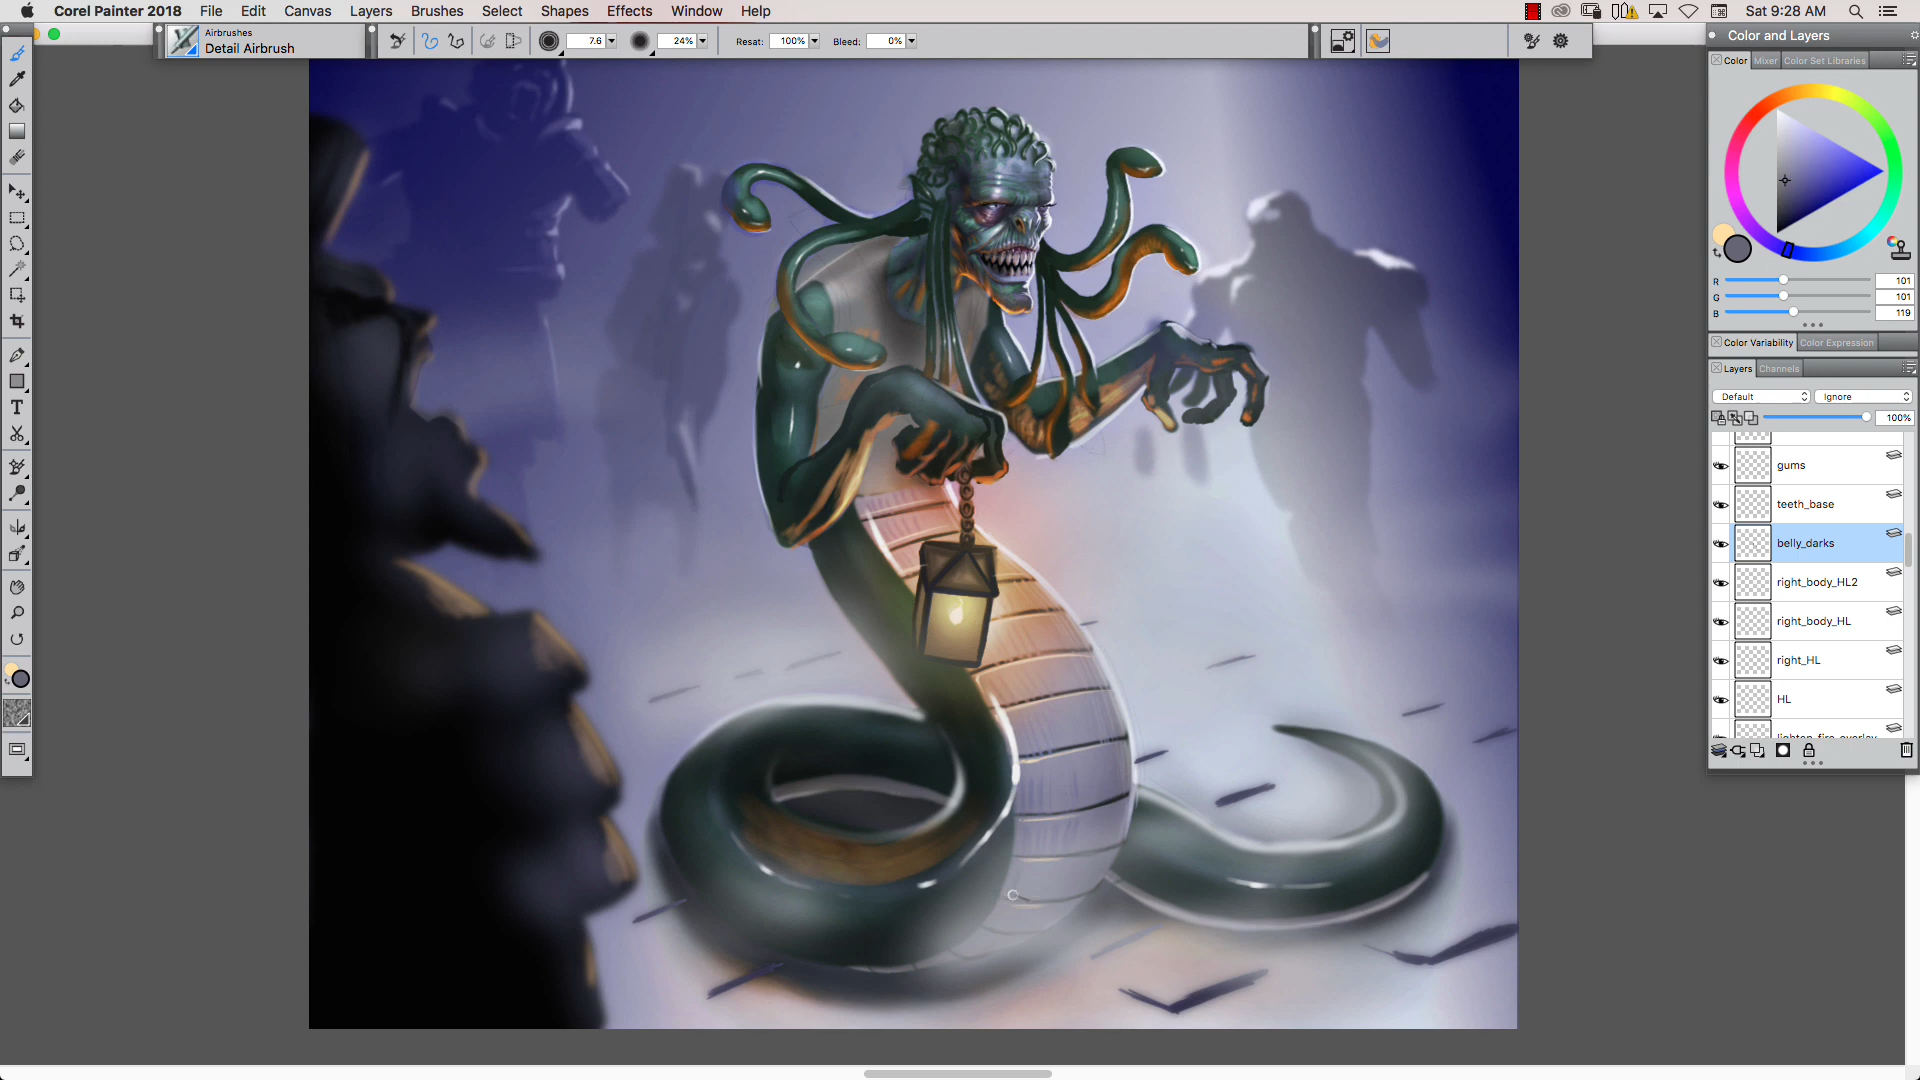 Corel Painter 2018 File Edit Canvas Layers Brushes Select Shapes Effects Window Help Sat 9:28 AM
Airbrushes
Detail Airbrush
7.6 24% Resat: 100% Bleed: 0%
Color and Layers
Color Mixer Color Set Libraries
R 101
G 101
B 119
Color Variability Color Expression
Layers Channels
Default Ignore
100%
gums
teeth_base
belly_darks
right_body_HL2
right_body_HL
right_HL
HL
T